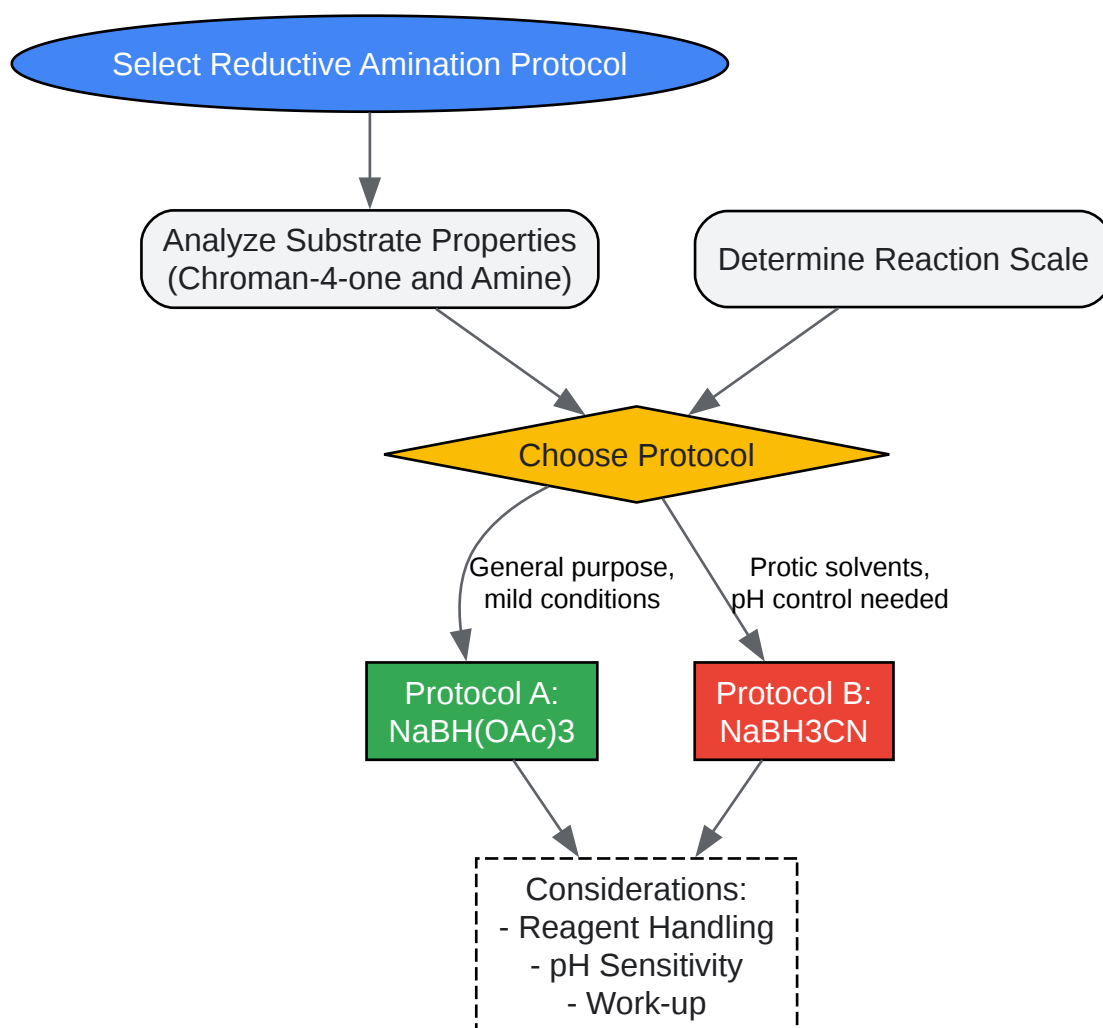 Select Reductive Amination Protocol
Analyze Substrate Properties
(Chroman-4-one and Amine)
Determine Reaction Scale
Choose Protocol
General purpose,
mild conditions
Protic solvents,
pH control needed
Protocol A:
NaBH(OAc)3
Protocol B:
NaBH3CN
Considerations:
- Reagent Handling
- pH Sensitivity
- Work-up